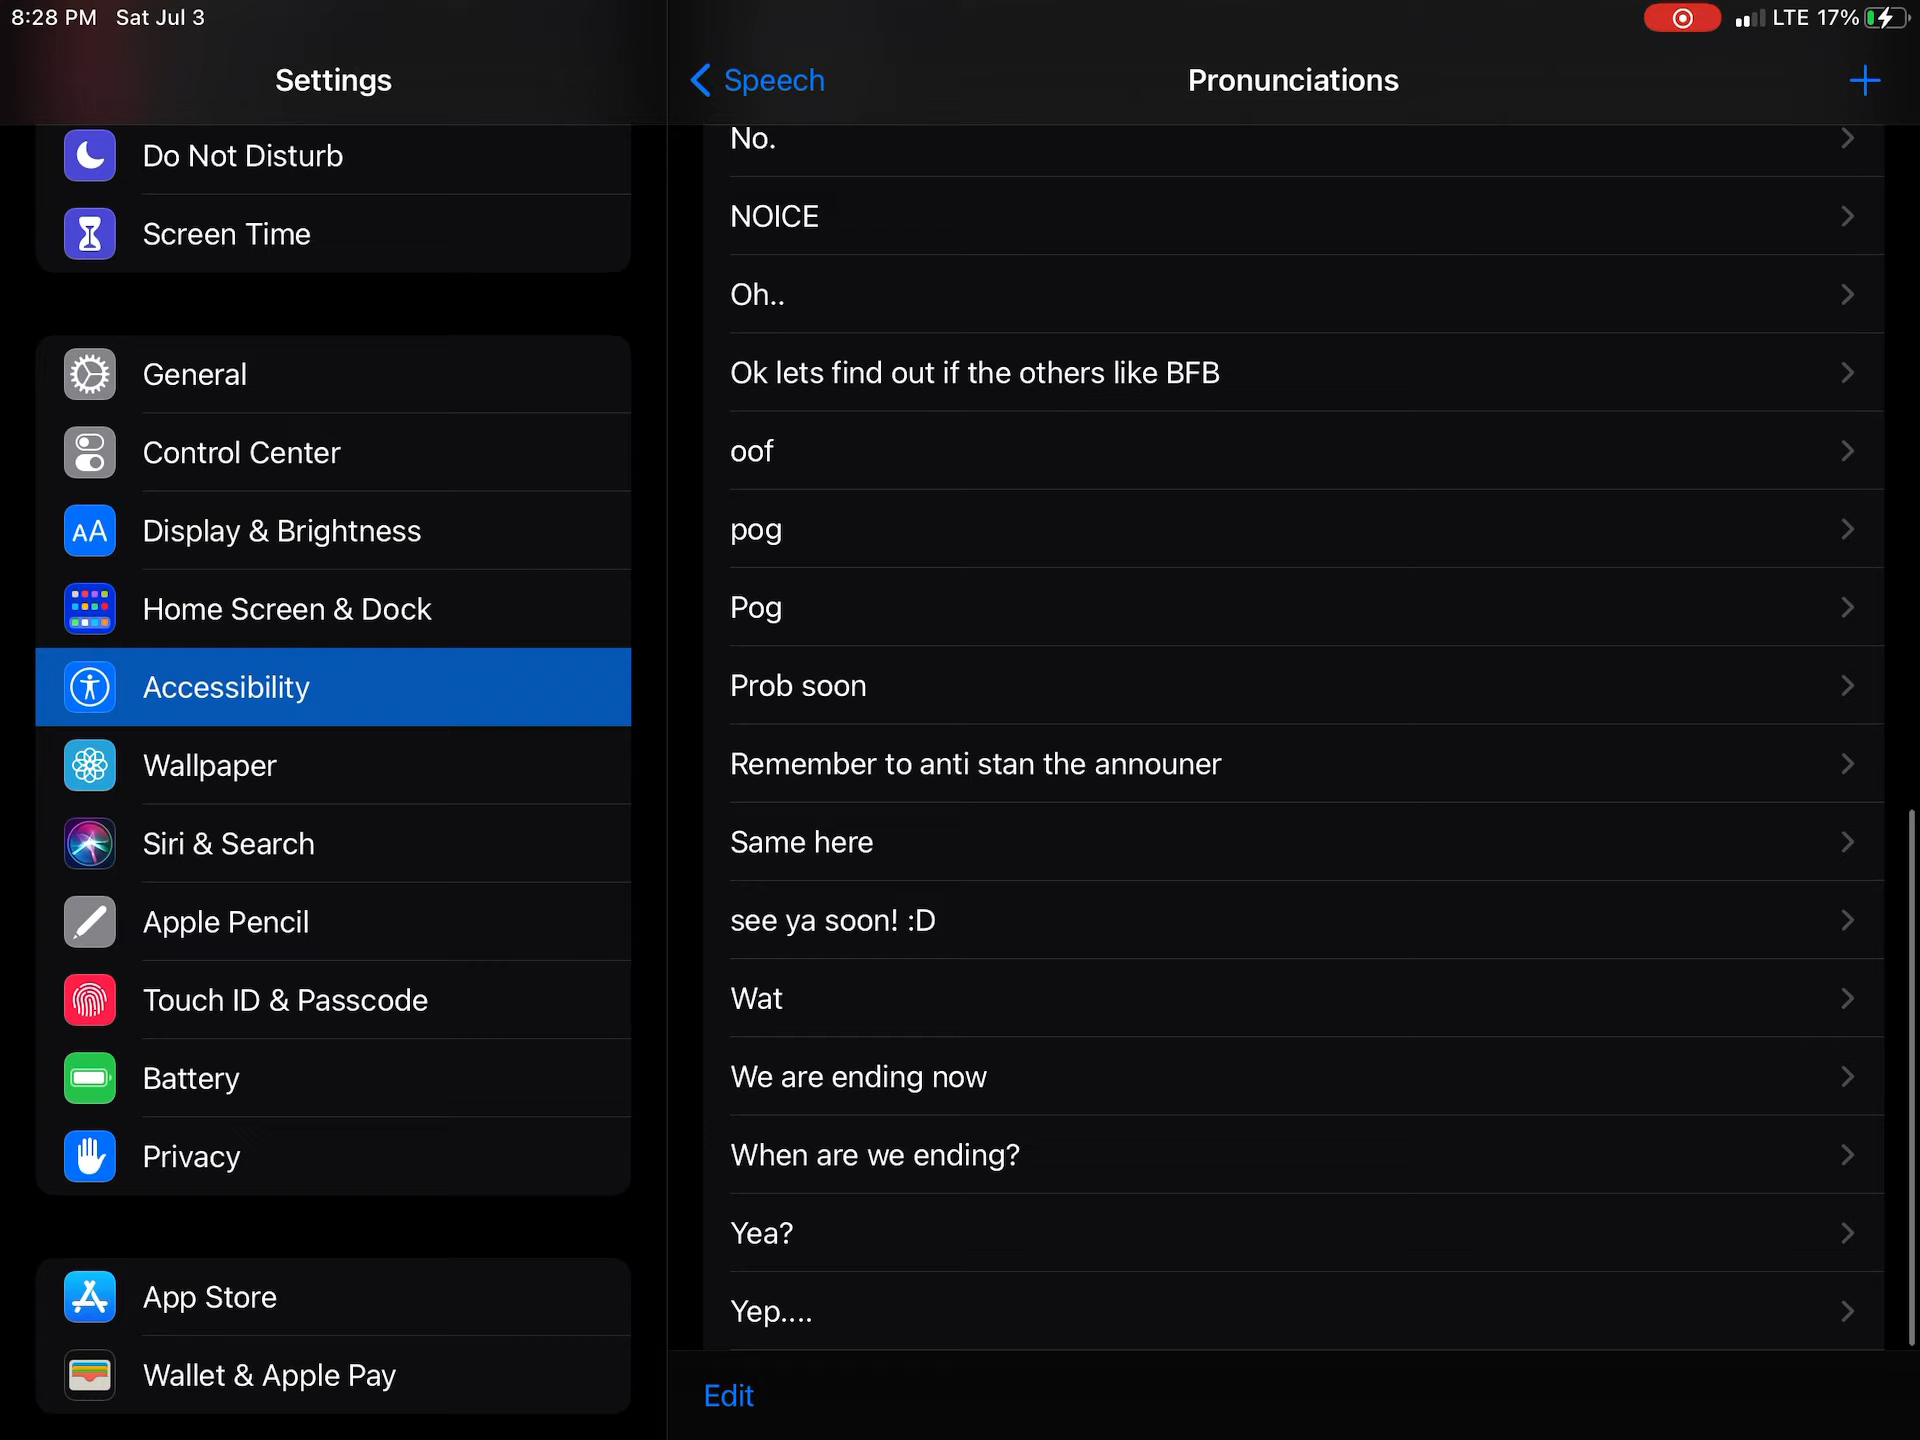 8:28 PM Sat Jul 3
LTE 17%
Settings
Do Not Disturb
Screen Time
General
Control Center
AA Display & Brightness
Home Screen & Dock
Accessibility
Wallpaper
Siri & Search
Apple Pencil
Touch ID & Passcode
Battery
Privacy
App Store
Wallet & Apple Pay
Speech
Pronunciations
No.
NOICE
Oh..
Ok lets find out if the others like BFB
oof
pog
Pog
Prob soon
Remember to anti stan the announer
Same here
see ya soon! :D
Wat
We are ending now
When are we ending?
Yea?
Yep....
Edit